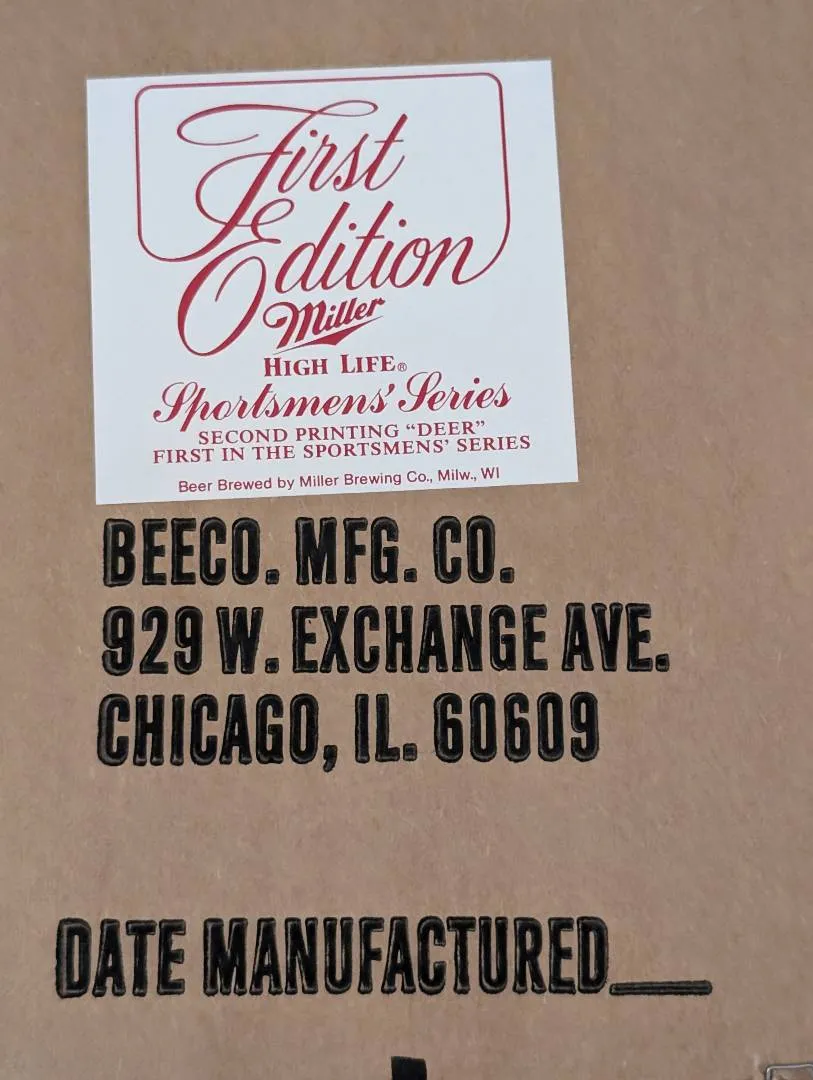 First
Edition
Miller
HIGH LIFE®
Sportsmens' Series
SECOND PRINTING "DEER"
FIRST IN THE SPORTSMENS' SERIES
Beer Brewed by Miller Brewing Co., Milw., WI
BEECO. MFG. CO.
929 W. EXCHANGE AVE.
CHICAGO, IL. 60609
DATE MANUFACTURED__